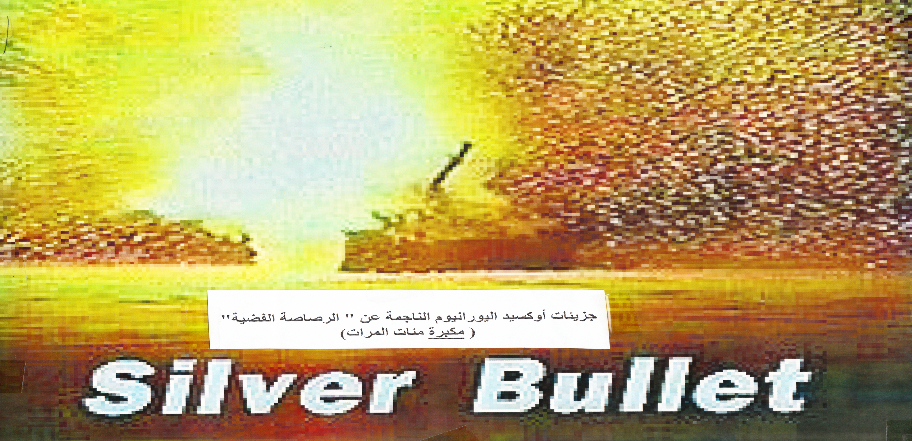 جزيئات أوكسيد اليورانيوم الناجمة عن " الرصاصة الفضية"
( مكبرة مئات المرات)
Silver Bullet